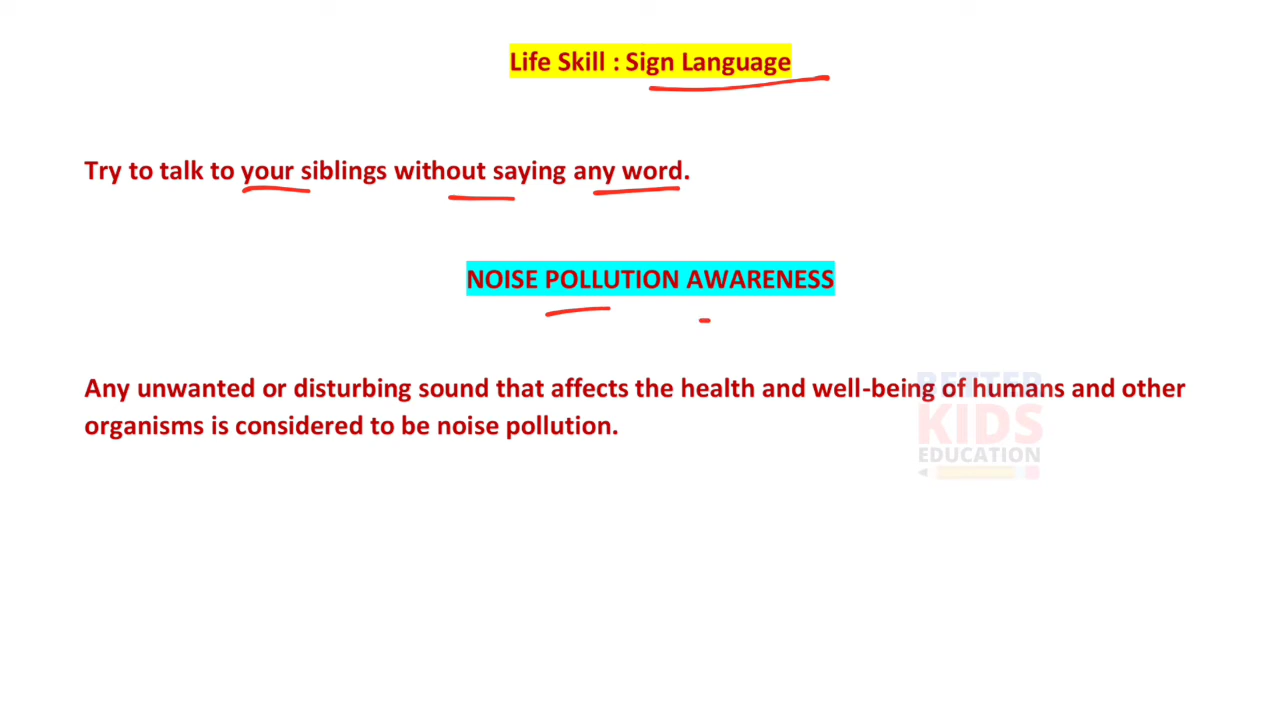 Life Skill : Sign Language
Try to talk to your siblings without saying any word.
NOISE POLLUTION AWARENESS
Any unwanted or disturbing sound that affects the health and well-being of humans and other
organisms is considered to be noise pollution.
BETTER
KIDS
EDUCATION